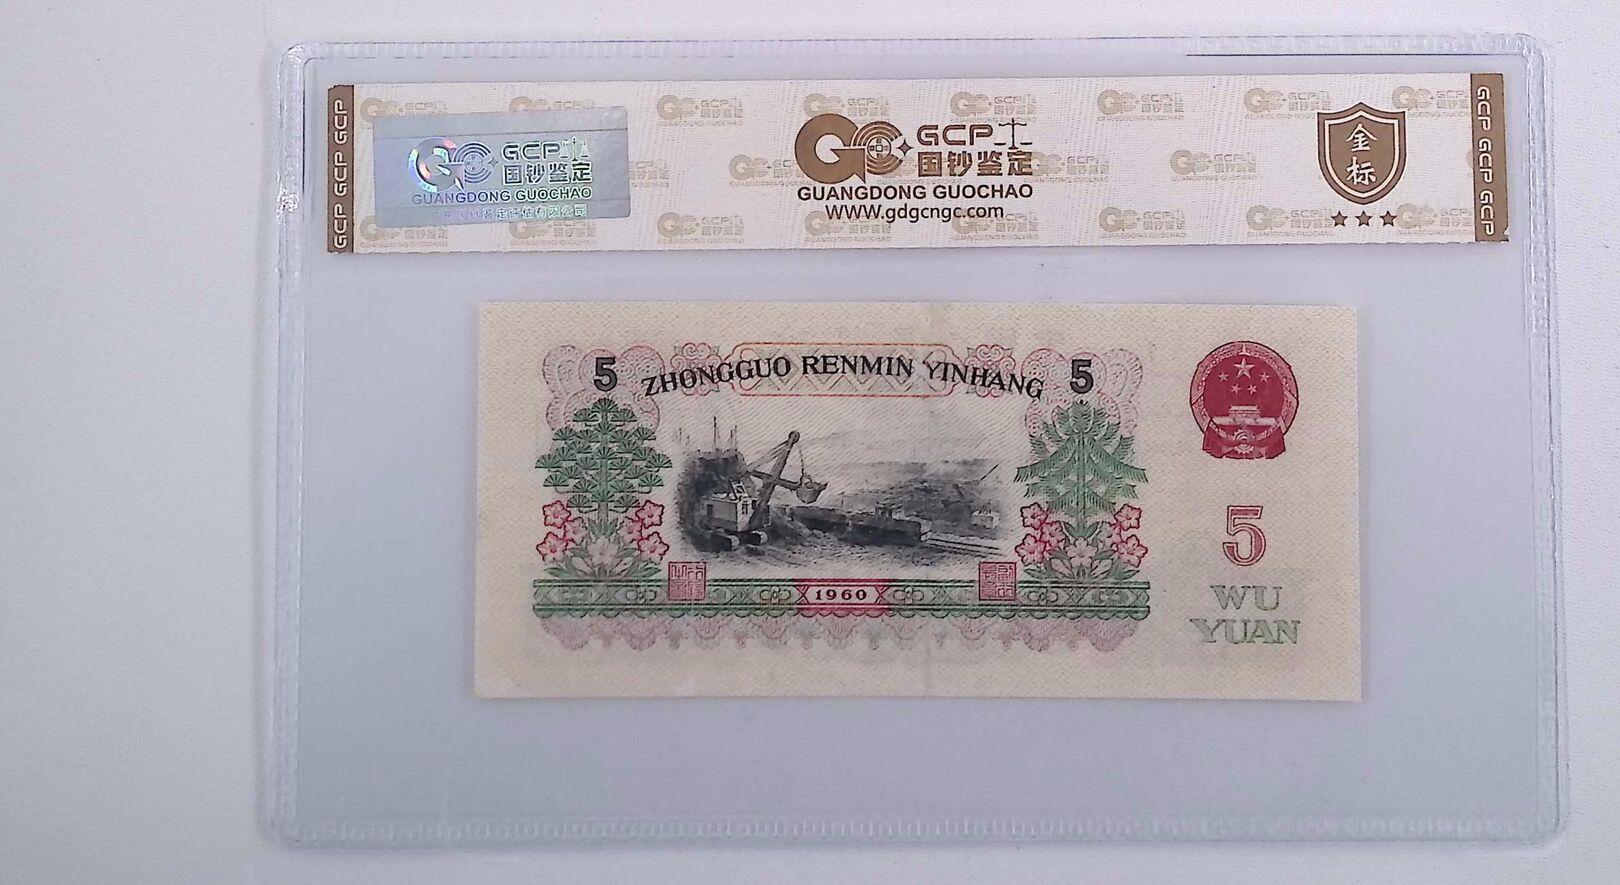 GCP GCP GCP
GCP
国钞鉴定
GUANGDONG GUOCHAO
GCP
国钞鉴定
GUANGDONG GUOCHAO
WWW.gdgcngc.com
金标
GCP GCP GCP
5 ZHONGGUO RENMIN YINHANG 5
1960
5
WU
YUAN